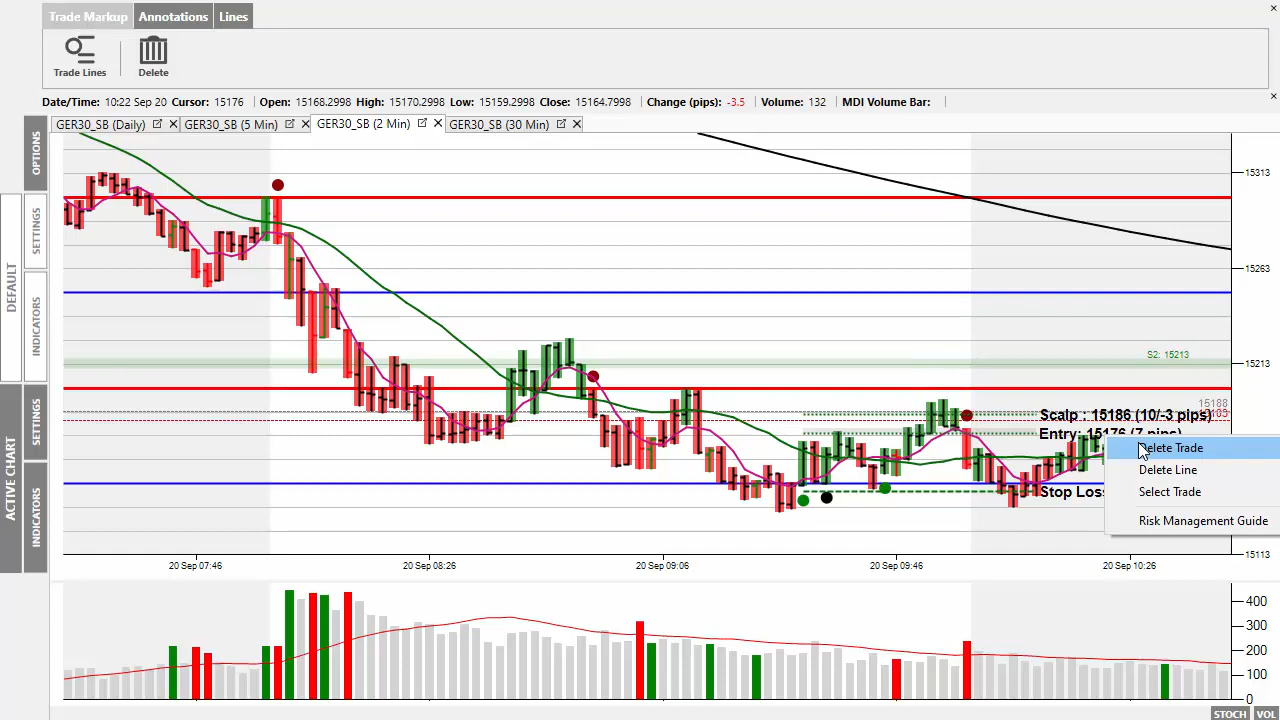 Trade Markup Annotations Lines
×
Trade Lines Delete
Date/Time: 10:22 Sep 20 Cursor: 15176 Open: 15168.2998 High: 15170.2998 Low: 15159.2998 Close: 15164.7998 Change (pips): -3.5 Volume: 132 MDI Volume Bar:
GER30_SB (Daily) GER30_SB (5 Min) GER30_SB (2 Min) GER30_SB (30 Min)
OPTIONS
SETTINGS
INDICATORS
DEFAULT
SETTINGS
INDICATORS
ACTIVE CHART
15313
15263
S2: 15213
15213
15188
Scalp : 15186 (10/-3 pips)
Entry: 15176 (7 pips)
Delete Trade
Delete Line
Stop Loss
Select Trade
Risk Management Guide
15113
20 Sep 07:46 20 Sep 08:26 20 Sep 09:06 20 Sep 09:46 20 Sep 10:26
400
300
200
100
0
STOCH VOL